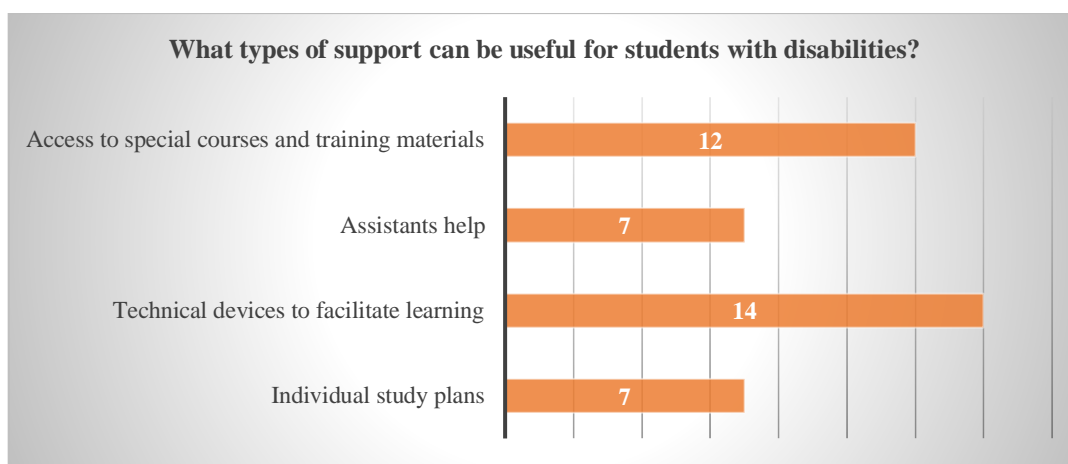 What types of support can be useful for students with disabilities?
Access to special courses and training materials
12
Assistants help
7
Technical devices to facilitate learning
14
Individual study plans
7